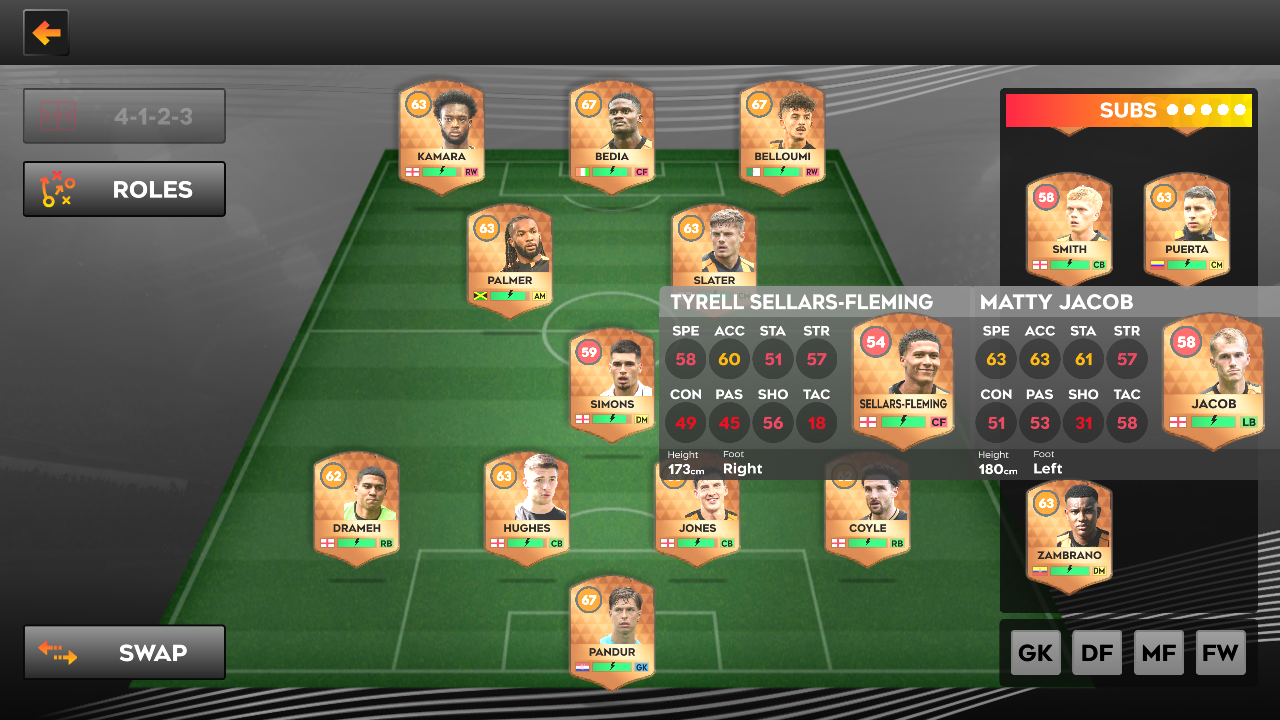 4-1-2-3
ROLES
63
KAMARA
RW
67
BEDIA
CF
67
BELLOUMI
RW
SUBS
58
SMITH
CB
63
PUERTA
CM
63
PALMER
AM
63
SLATER
59
SIMONS
DM
TYRELL SELLARS-FLEMING
SPE ACC STA STR
58 60 51 57
CON PAS SHO TAC
49 45 56 18
Height Foot
173cm Right
54
SELLARS-FLEMING
CF
MATTY JACOB
SPE ACC STA STR
63 63 61 57
CON PAS SHO TAC
51 53 31 58
Height Foot
180cm Left
58
JACOB
LB
62
DRAMEH
RB
63
HUGHES
CB
JONES
CB
COYLE
RB
63
ZAMBRANO
DM
67
PANDUR
GK
SWAP
GK DF MF FW